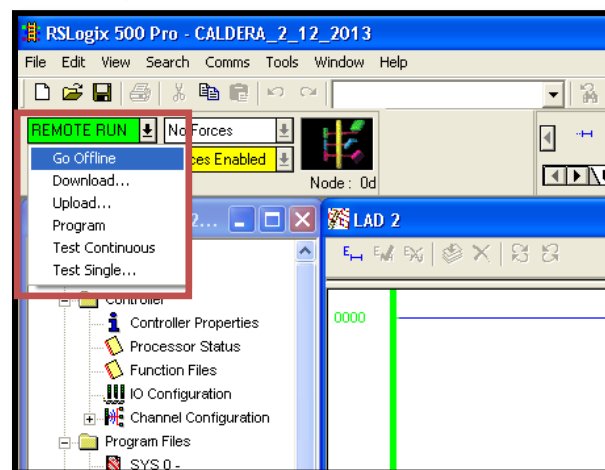 RSLogix 500 Pro - CALDERA_2_12_2013
File Edit View Search Comms Tools Window Help
REMOTE RUN No Forces
ces Enabled
Node : 0d
Go Offline
Download...
Upload...
Program
Test Continuous
Test Single...
2...
LAD 2
Controller
Controller Properties
Processor Status
Function Files
IO Configuration
Channel Configuration
Program Files
SYS 0 -
0000